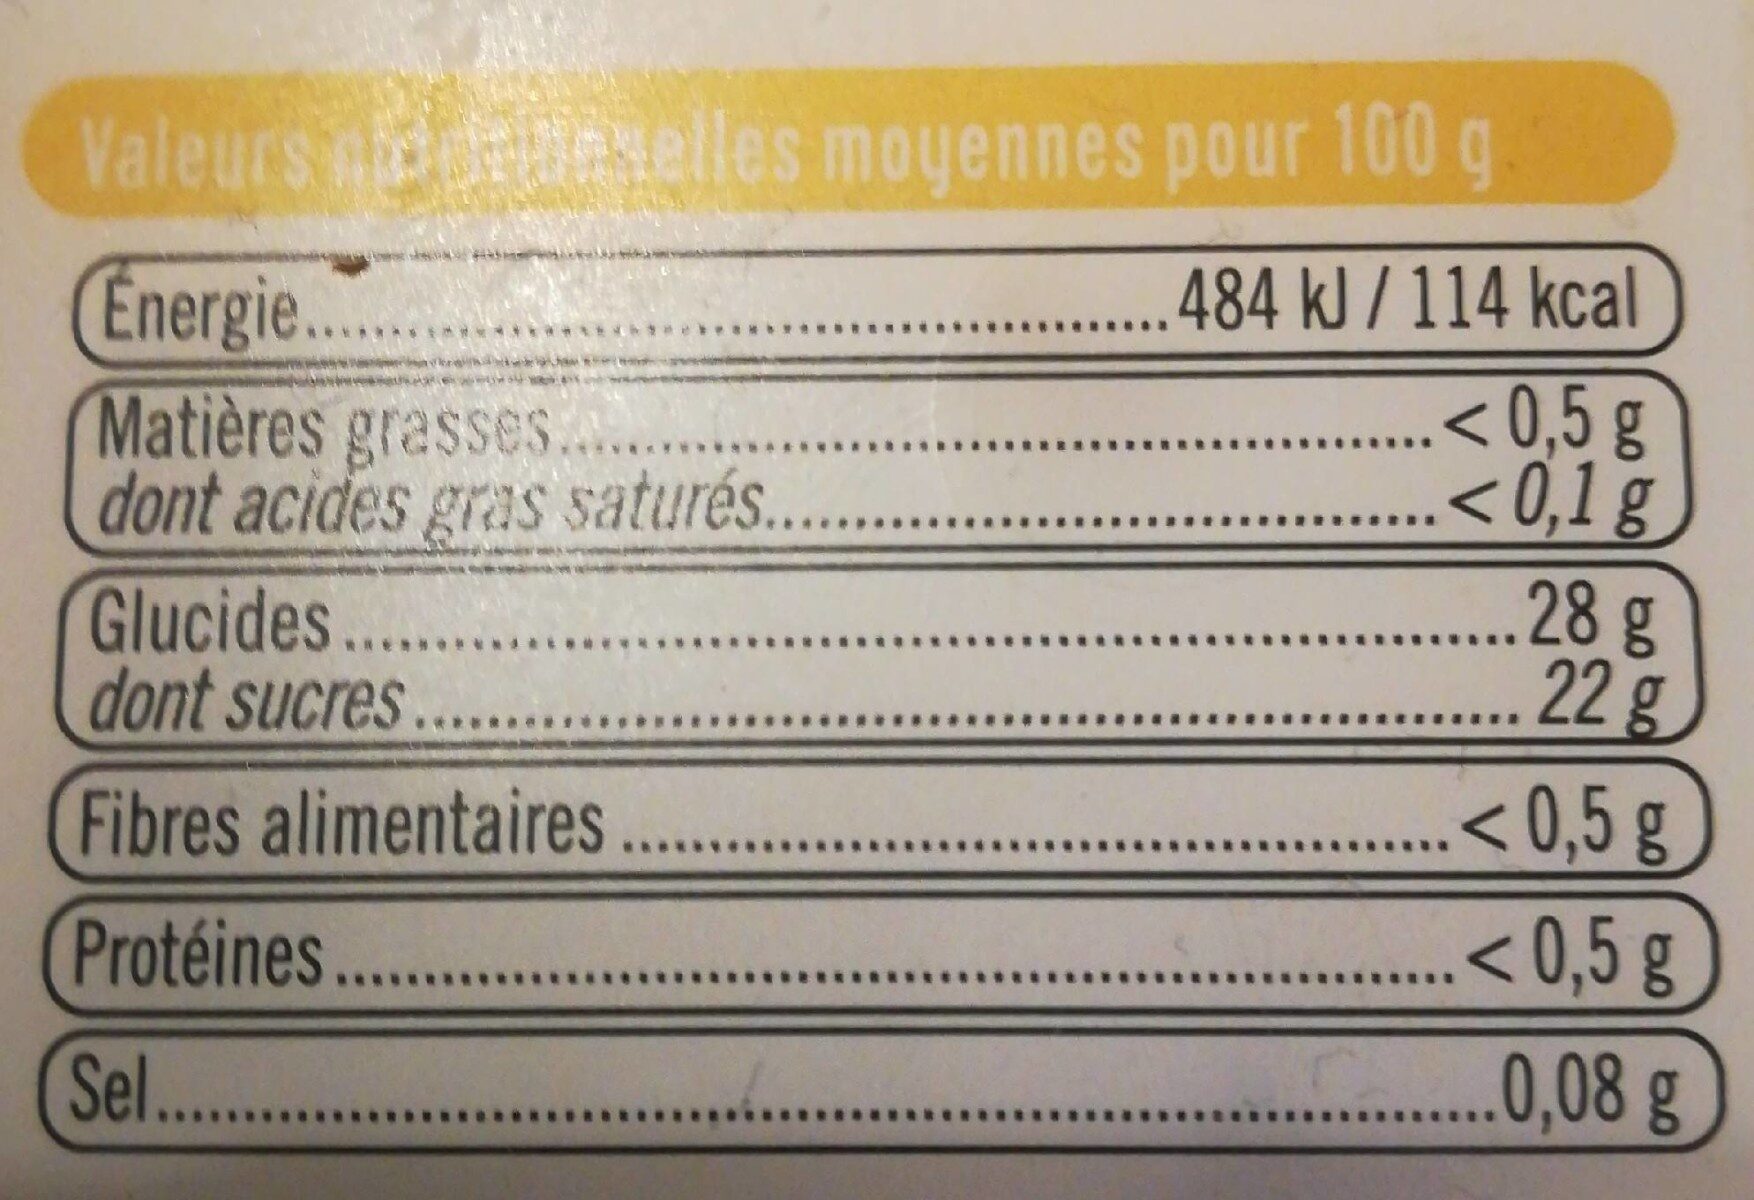 Valeurs nutritionnelles moyennes pour 100 g
Énergie 484 kJ / 114 kcal
Matières grasses < 0,5 g
dont acides gras saturés < 0,1 g
Glucides 28 g
dont sucres 22 g
Fibres alimentaires < 0,5 g
Protéines < 0,5 g
Sel 0,08 g